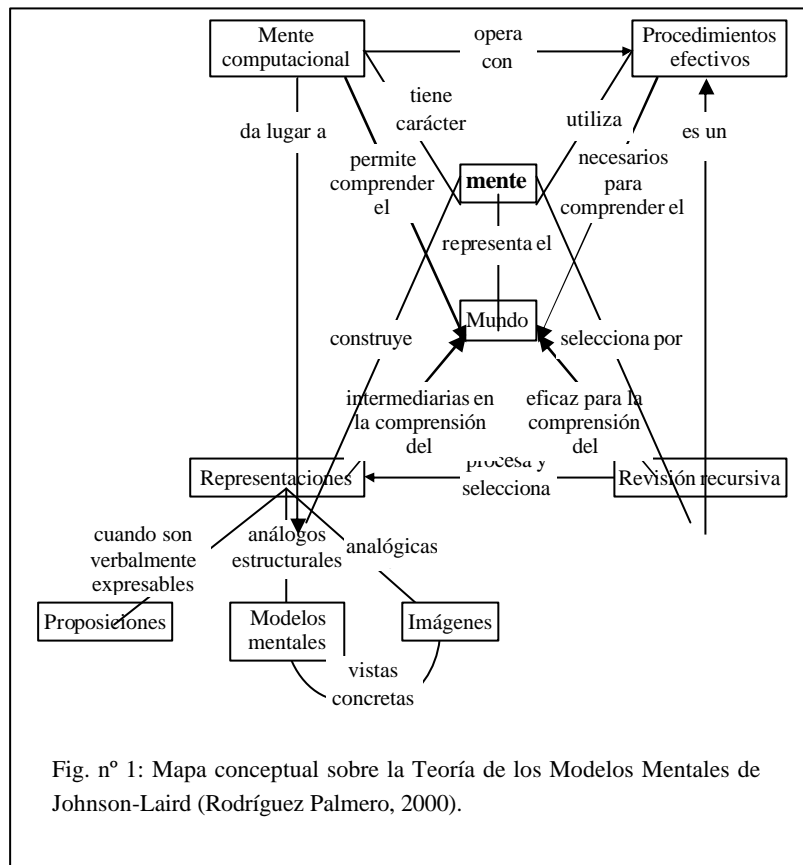 Mente
computacional
opera
con
Procedimientos
efectivos
tiene
carácter
utiliza
da lugar a
es un
permite
comprender
el
mente
necesarios
para
comprender el
representa el
Mundo
construye
selecciona por
intermediarias en
la comprensión
del
eficaz para la
comprensión
del
Representaciones
procesa y
selecciona
Revisión recursiva
cuando son
verbalmente
expresables
análogos
estructurales
analógicas
Proposiciones
Modelos
mentales
Imágenes
vistas
concretas
Fig. nº 1: Mapa conceptual sobre la Teoría de los Modelos Mentales de
Johnson-Laird (Rodríguez Palmero, 2000).